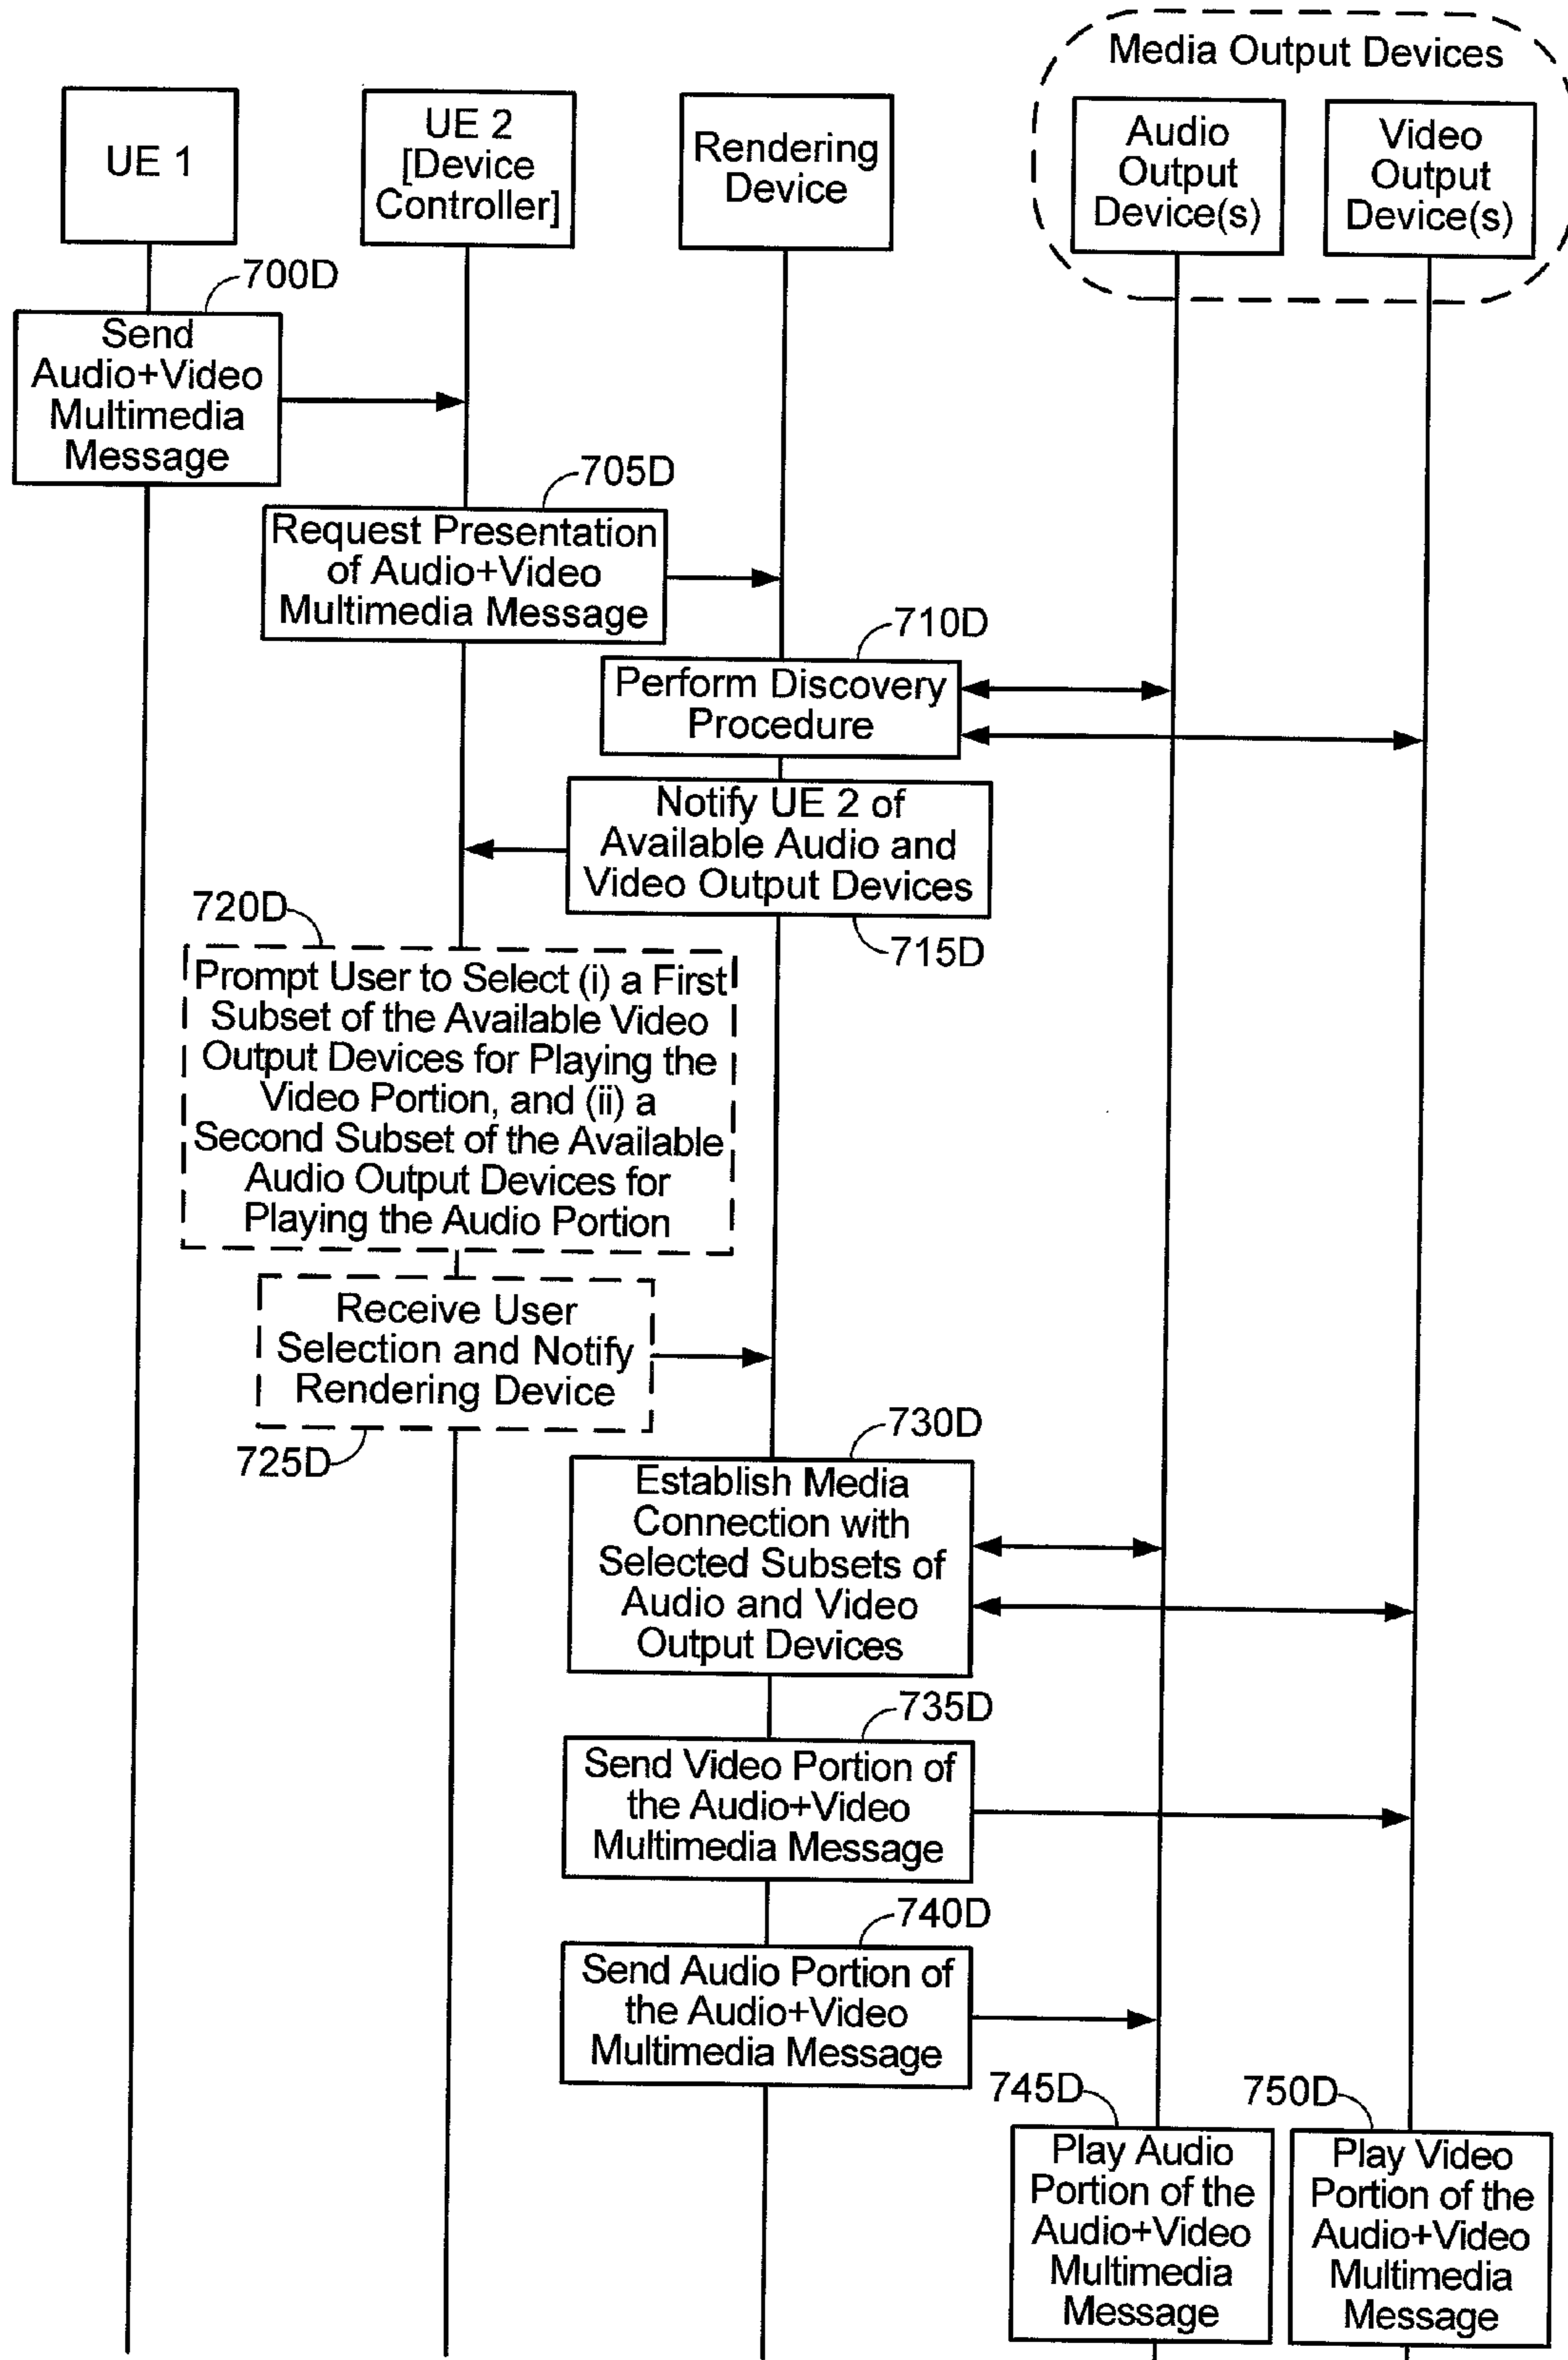 Media Output Devices
UE 1
UE 2
[Device
Controller]
Rendering
Device
Audio
Output
Device(s)
Video
Output
Device(s)
700D
Send
Audio+Video
Multimedia
Message
705D
Request Presentation
of Audio+Video
Multimedia Message
710D
Perform Discovery
Procedure
Notify UE 2 of
Available Audio and
Video Output Devices
715D
720D
Prompt User to Select (i) a First
Subset of the Available Video
Output Devices for Playing the
Video Portion, and (ii) a
Second Subset of the Available
Audio Output Devices for
Playing the Audio Portion
Receive User
Selection and Notify
Rendering Device
725D
730D
Establish Media
Connection with
Selected Subsets of
Audio and Video
Output Devices
735D
Send Video Portion of
the Audio+Video
Multimedia Message
740D
Send Audio Portion of
the Audio+Video
Multimedia Message
745D
Play Audio
Portion of the
Audio+Video
Multimedia
Message
750D
Play Video
Portion of the
Audio+Video
Multimedia
Message